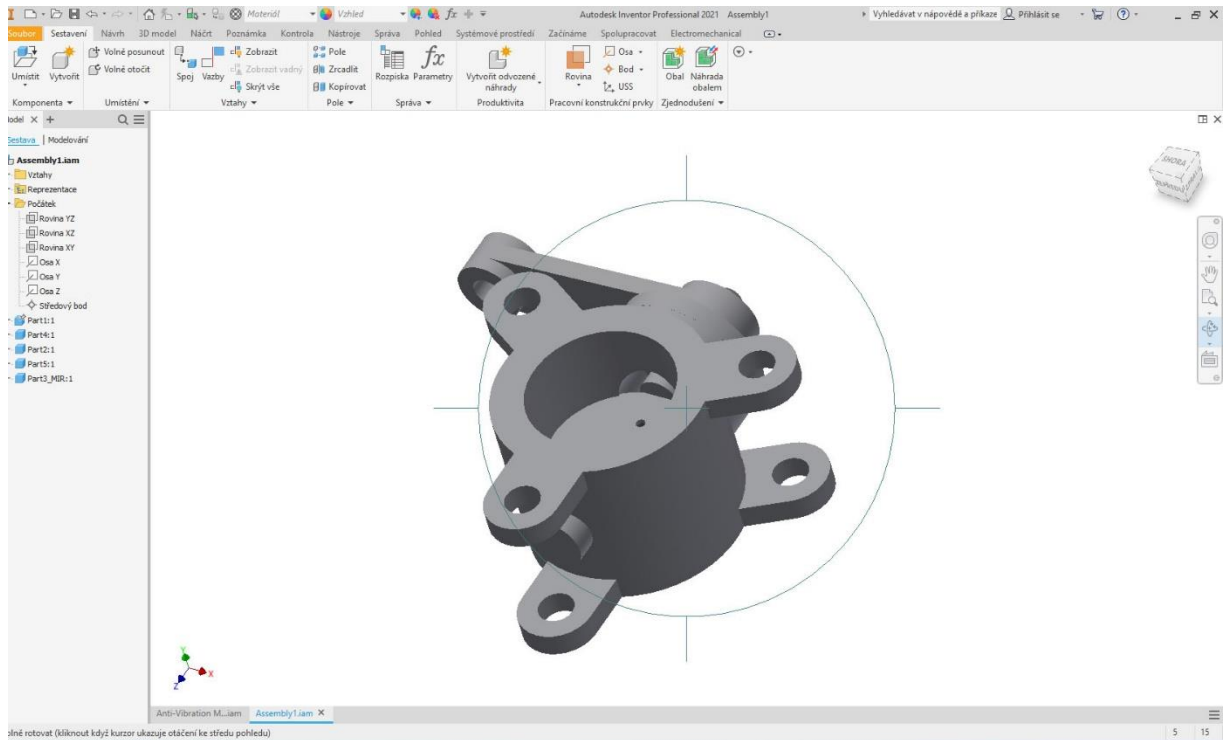 Materiál Vzhled fx Autodesk Inventor Professional 2021 Assembly1 Vyhledávat v nápovědě a příkaze Přihlásit se
Soubor Sestavení Návrh 3D model Náčrt Poznámka Kontrola Nástroje Správa Pohled Systémové prostředí Začínáme Spolupracovat Electromechanical
Umístit Vytvořit Volné posunout Spoj Vazby Zobrazit Pole Rozpiska Parametry fx Vytvořit odvozené náhrady Rovina Osa Obal Náhrada obalem
Volné otočit Zobrazit vadný Zrcadlit Bod
Skrýt vše Kopírovat USS
Komponenta Umístění Vztahy Pole Správa Produktivita Pracovní konstrukční prvky Zjednodušení
Sestava Modelování
Assembly1.iam
Vztahy
Reprezentace
Počátek
Rovina YZ
Rovina XZ
Rovina XY
Osa X
Osa Y
Osa Z
Středový bod
Part1:1
Part4:1
Part2:1
Part5:1
Part3_MIR:1
SHORA
Y
X
Z
Anti-Vibration M...iam Assembly1.iam
rotovat (kliknout když kurzor ukazuje otáčení ke středu pohledu) 5 15